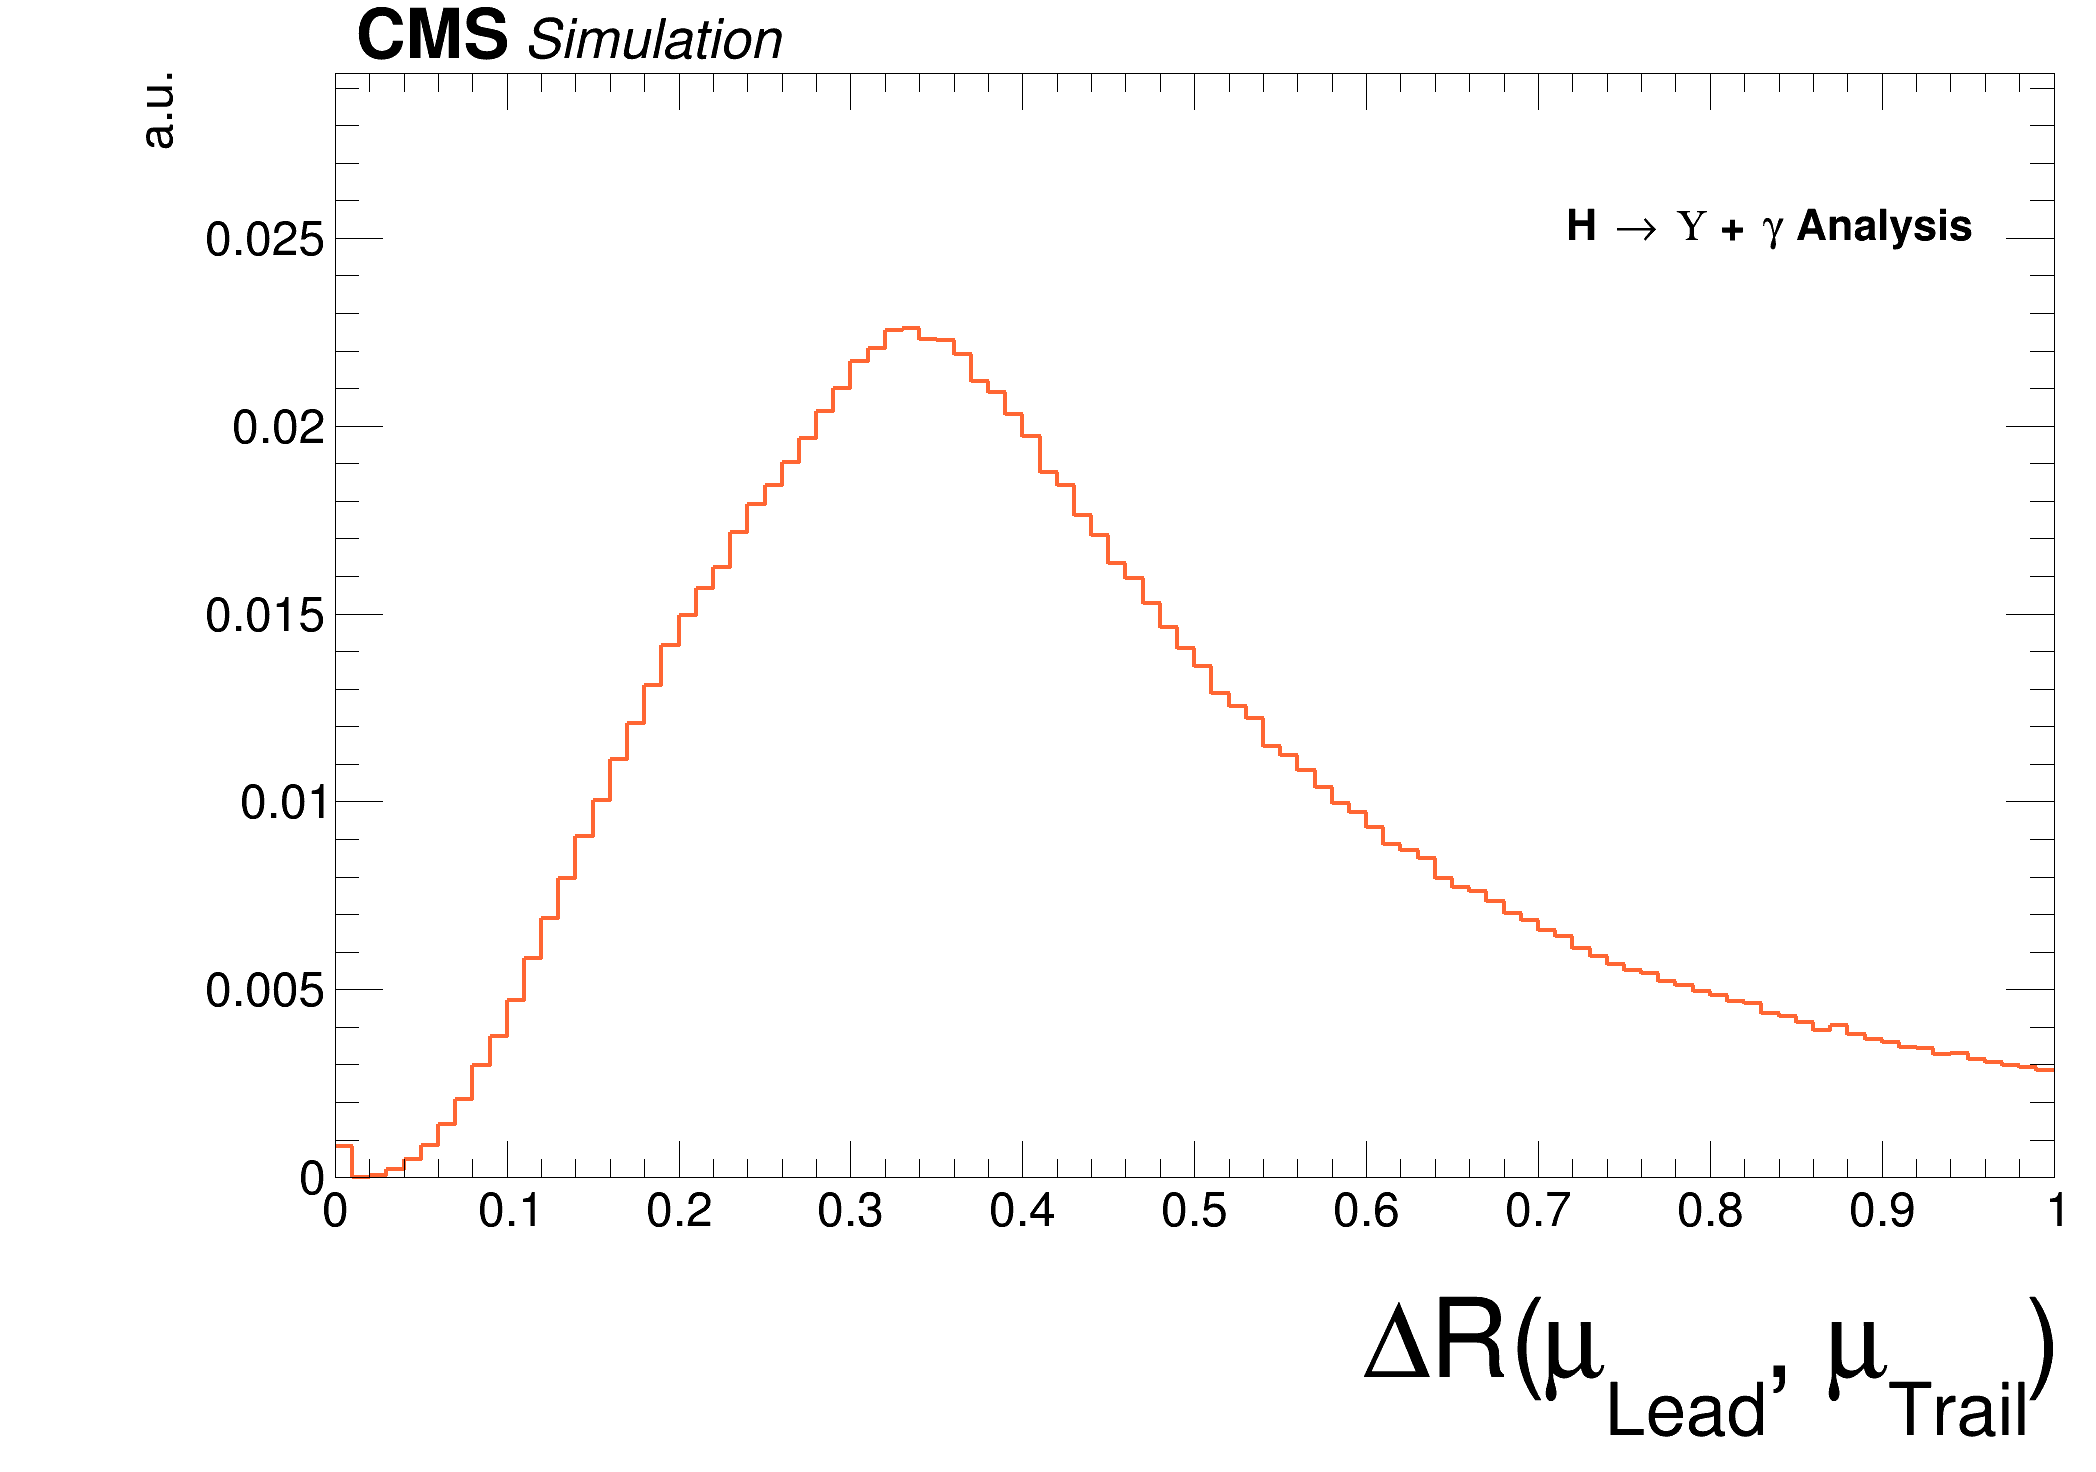 CMS Simulation
a.u.
H → ϒ + γ Analysis
0.025
0.02
0.015
0.01
0.005
0
0 0.1 0.2 0.3 0.4 0.5 0.6 0.7 0.8 0.9 1
ΔR(μLead, μTrail)